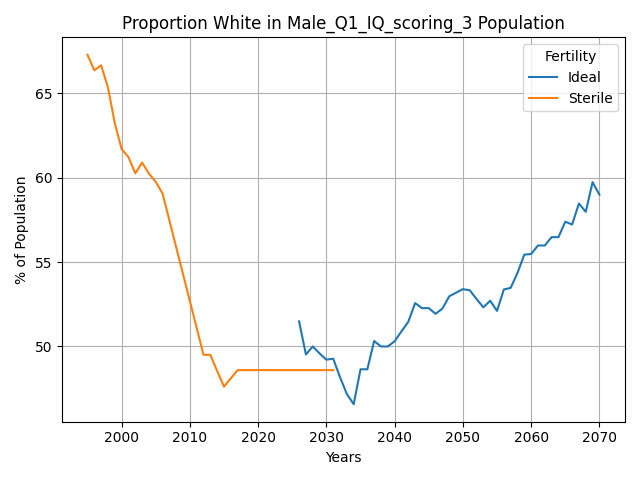 Proportion White in Male_Q1_IQ_scoring_3 Population
Fertility
Ideal
Sterile
% of Population
65
60
55
50
2000 2010 2020 2030 2040 2050 2060 2070
Years